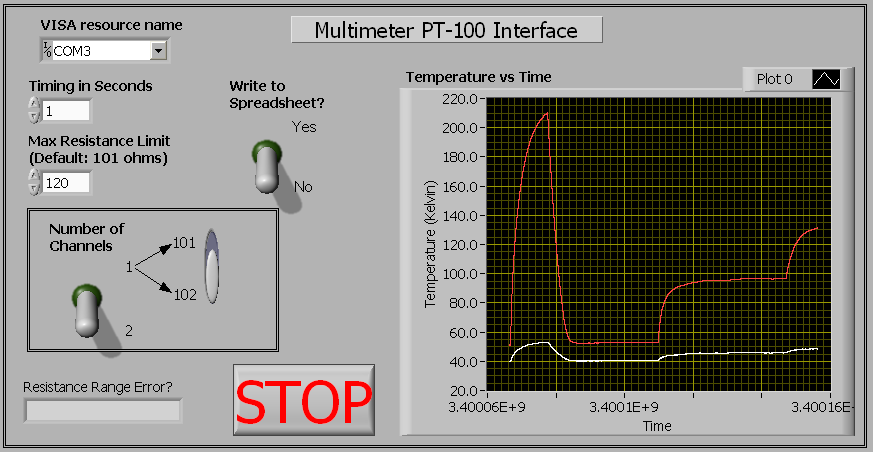 VISA resource name
COM3
Multimeter PT-100 Interface
Timing in Seconds
1
Max Resistance Limit
(Default: 101 ohms)
120
Write to
Spreadsheet?
Yes
No
Number of
Channels
1
101
102
2
Resistance Range Error?
STOP
Temperature vs Time
Plot 0
Temperature (Kelvin)
220.0
200.0
180.0
160.0
140.0
120.0
100.0
80.0
60.0
40.0
20.0
3.40006E+9
3.4001E+9
3.40016E-
Time